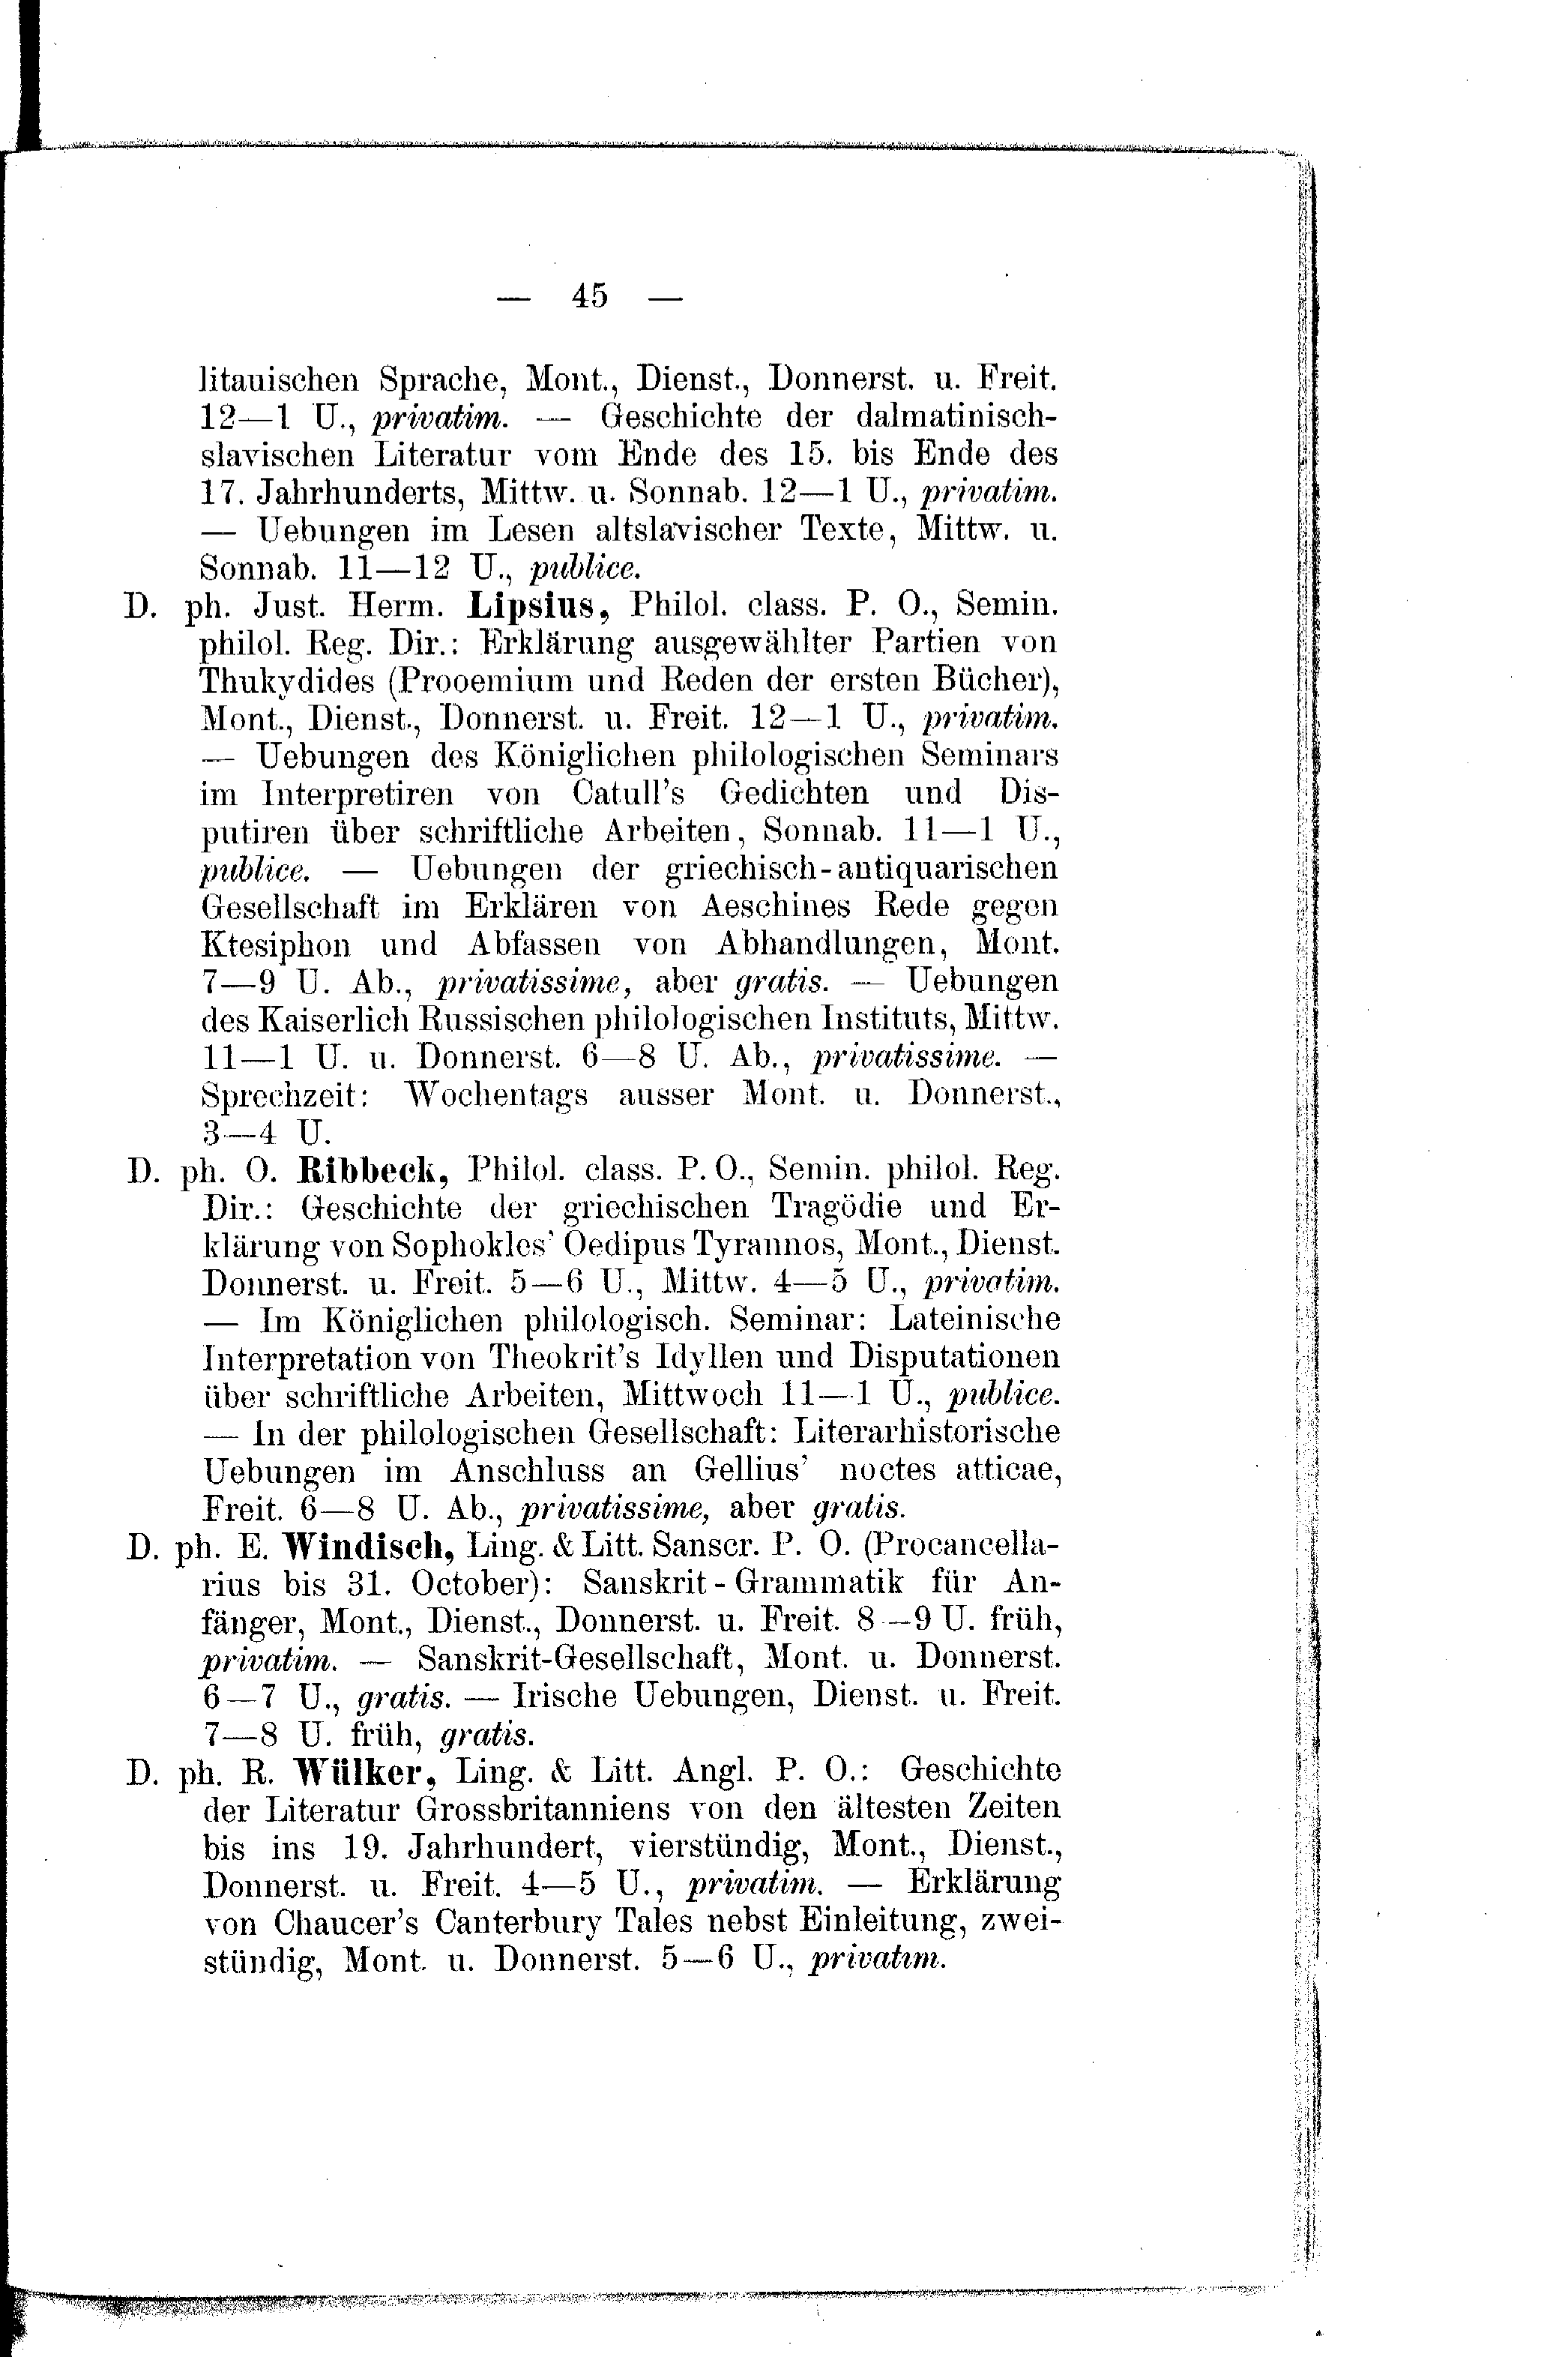 — 45 —
litauischen Sprache, Mont., Dienst., Donnerst. u. Freit.
12—1 U., privatim. — Geschichte der dalmatinisch-
slavischen Literatur vom Ende des 15. bis Ende des
17. Jahrhunderts, Mittw. u. Sonnab. 12—1 U., privatim.
— Uebungen im Lesen altslavischer Texte, Mittw. u.
Sonnab. 11—12 U., publice.
D. ph. Just. Herm. Lipsius, Philol. class. P. O., Semin.
philol. Reg. Dir.: Erklärung ausgewählter Partien von
Thukydides (Prooemium und Reden der ersten Bücher),
Mont., Dienst., Donnerst. u. Freit. 12—1 U., privatim.
— Uebungen des Königlichen philologischen Seminars
im Interpretiren von Catull's Gedichten und Dis-
putiren über schriftliche Arbeiten, Sonnab. 11—1 U.,
publice. — Uebungen der griechisch-antiquarischen
Gesellschaft im Erklären von Aeschines Rede gegen
Ktesiphon und Abfassen von Abhandlungen, Mont.
7—9 U. Ab., privatissime, aber gratis. — Uebungen
des Kaiserlich Russischen philologischen Instituts, Mittw.
11—1 U. u. Donnerst. 6—8 U. Ab., privatissime. —
Sprechzeit: Wochentags ausser Mont. u. Donnerst.,
3—4 U.
D. ph. O. Ribbeck, Philol. class. P. O., Semin. philol. Reg.
Dir.: Geschichte der griechischen Tragödie und Er-
klärung von Sophokles' Oedipus Tyrannos, Mont., Dienst.
Donnerst. u. Freit. 5—6 U., Mittw. 4—5 U., privatim.
— Im Königlichen philologisch. Seminar: Lateinische
Interpretation von Theokrit's Idyllen und Disputationen
über schriftliche Arbeiten, Mittwoch 11—1 U., publice.
— In der philologischen Gesellschaft: Literarhistorische
Uebungen im Anschluss an Gellius' noctes atticae,
Freit. 6—8 U. Ab., privatissime, aber gratis.
D. ph. E. Windisch, Ling. & Litt. Sanscr. P. O. (Procancella-
rius bis 31. October): Sanskrit-Grammatik für An-
fänger, Mont., Dienst., Donnerst. u. Freit. 8—9 U. früh,
privatim. — Sanskrit-Gesellschaft, Mont. u. Donnerst.
6—7 U., gratis. — Irische Uebungen, Dienst. u. Freit.
7—8 U. früh, gratis.
D. ph. R. Wülker, Ling. & Litt. Angl. P. O.: Geschichte
der Literatur Grossbritanniens von den ältesten Zeiten
bis ins 19. Jahrhundert, vierstündig, Mont., Dienst.,
Donnerst. u. Freit. 4—5 U., privatim. — Erklärung
von Chaucer's Canterbury Tales nebst Einleitung, zwei-
stündig, Mont. u. Donnerst. 5—6 U., privatim.